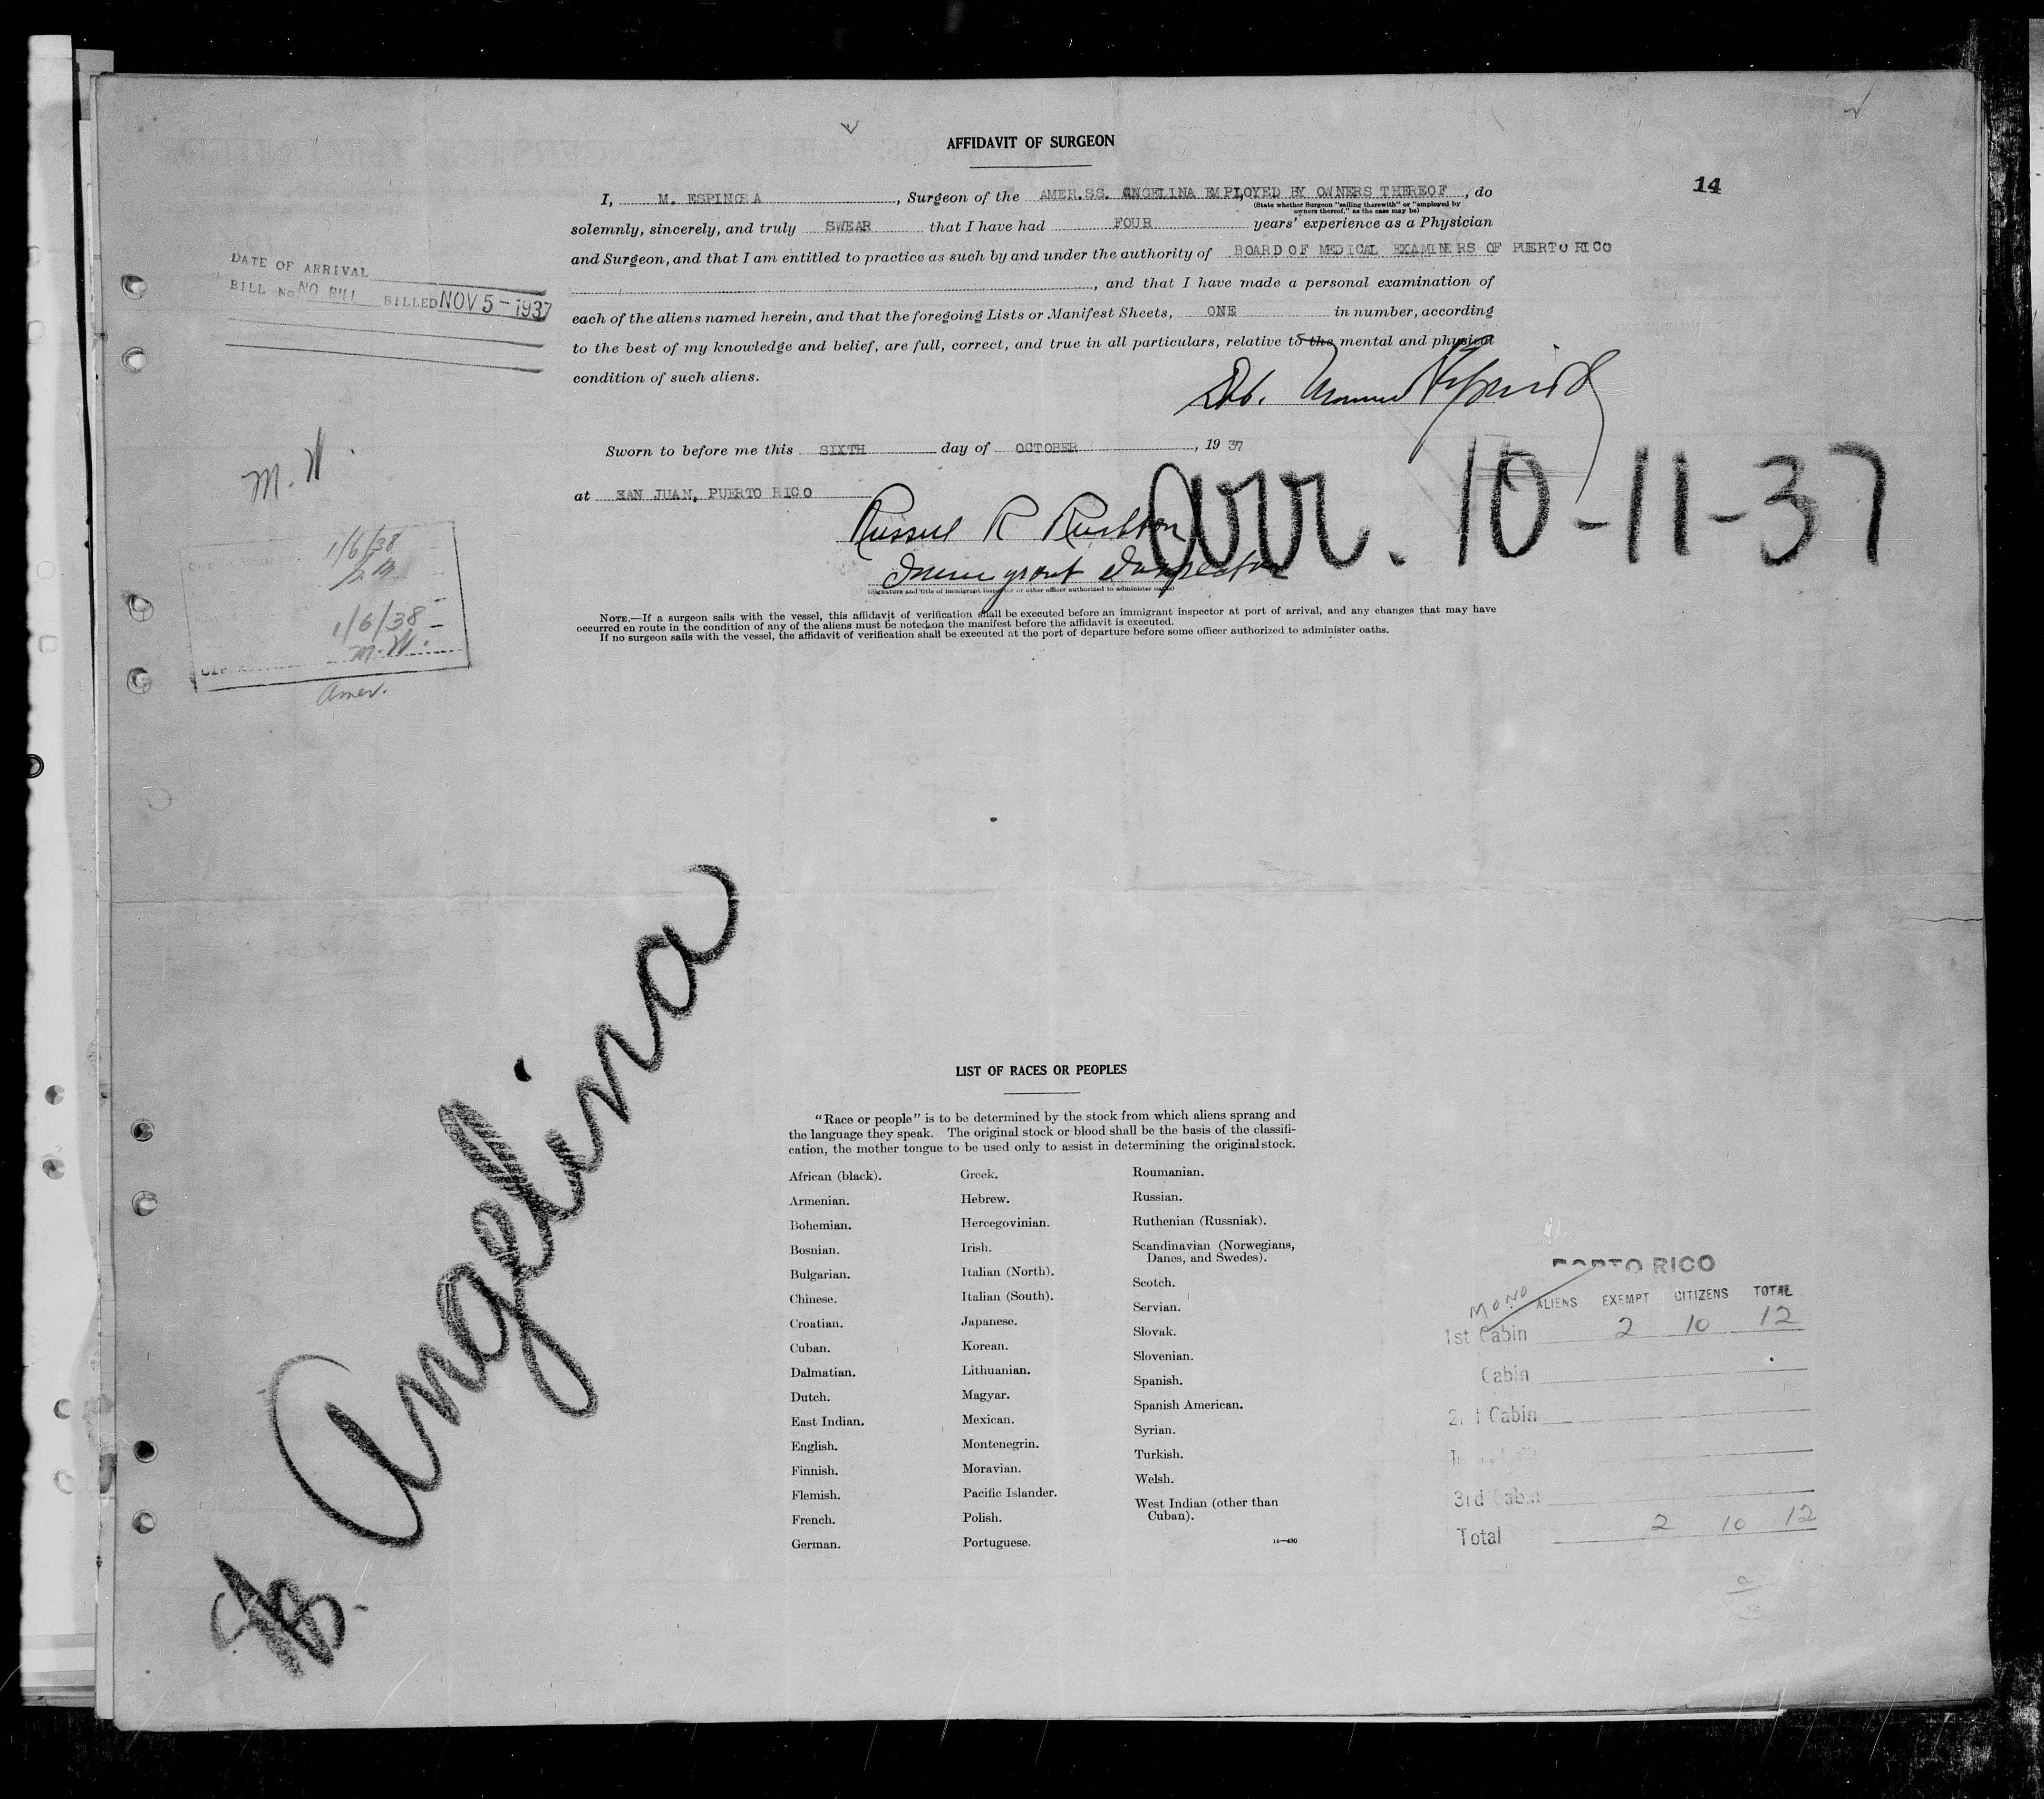 AFFIDAVIT OF SURGEON
14
I, M. ESPINOSA, Surgeon of the AMER.SS. ANGELINA EMPLOYED BY OWNERS THEREOF, do
(State whether Surgeon "sailing therewith" or "employed by
owners thereof," as the case may be)
solemnly, sincerely, and truly SWEAR that I have had FOUR years' experience as a Physician
and Surgeon, and that I am entitled to practice as such by and under the authority of BOARD OF MEDICAL EXAMINERS OF PUERTO RICO
, and that I have made a personal examination of
each of the aliens named herein, and that the foregoing Lists or Manifest Sheets, ONE in number, according
to the best of my knowledge and belief, are full, correct, and true in all particulars, relative to the mental and physical
condition of such aliens.
DATE OF ARRIVAL
BILL No. NO BILL BILLED NOV 5 - 1937
Sworn to before me this SIXTH day of OCTOBER, 19 37
at SAN JUAN, PUERTO RICO
Russell R Rushton
Immigrant Inspector
(Signature and title of immigrant inspector or other officer authorized to administer oaths)
arr. 10-11-37
M. H.
1/6/38
1/6/38 -
M. H.
Amer.
NOTE.—If a surgeon sails with the vessel, this affidavit of verification shall be executed before an immigrant inspector at port of arrival, and any changes that may have
occurred en route in the condition of any of the aliens must be noted on the manifest before the affidavit is executed.
If no surgeon sails with the vessel, the affidavit of verification shall be executed at the port of departure before some officer authorized to administer oaths.
Angelina
LIST OF RACES OR PEOPLES
"Race or people" is to be determined by the stock from which aliens sprang and
the language they speak. The original stock or blood shall be the basis of the classifi-
cation, the mother tongue to be used only to assist in determining the original stock.
African (black).
Armenian.
Bohemian.
Bosnian.
Bulgarian.
Chinese.
Croatian.
Cuban.
Dalmatian.
Dutch.
East Indian.
English.
Finnish.
Flemish.
French.
German.
Greek.
Hebrew.
Hercegovinian.
Irish.
Italian (North).
Italian (South).
Japanese.
Korean.
Lithuanian.
Magyar.
Mexican.
Montenegrin.
Moravian.
Pacific Islander.
Polish.
Portuguese.
Roumanian.
Russian.
Ruthenian (Russniak).
Scandinavian (Norwegians,
Danes, and Swedes).
Scotch.
Servian.
Slovak.
Slovenian.
Spanish.
Spanish American.
Syrian.
Turkish.
Welsh.
West Indian (other than
Cuban).
14—430
PORTO RICO
MONO ALIENS EXEMPT CITIZENS TOTAL
1st Cabin 2 10 12
Cabin
2nd Cabin
3rd Cabin
Total 2 10 12